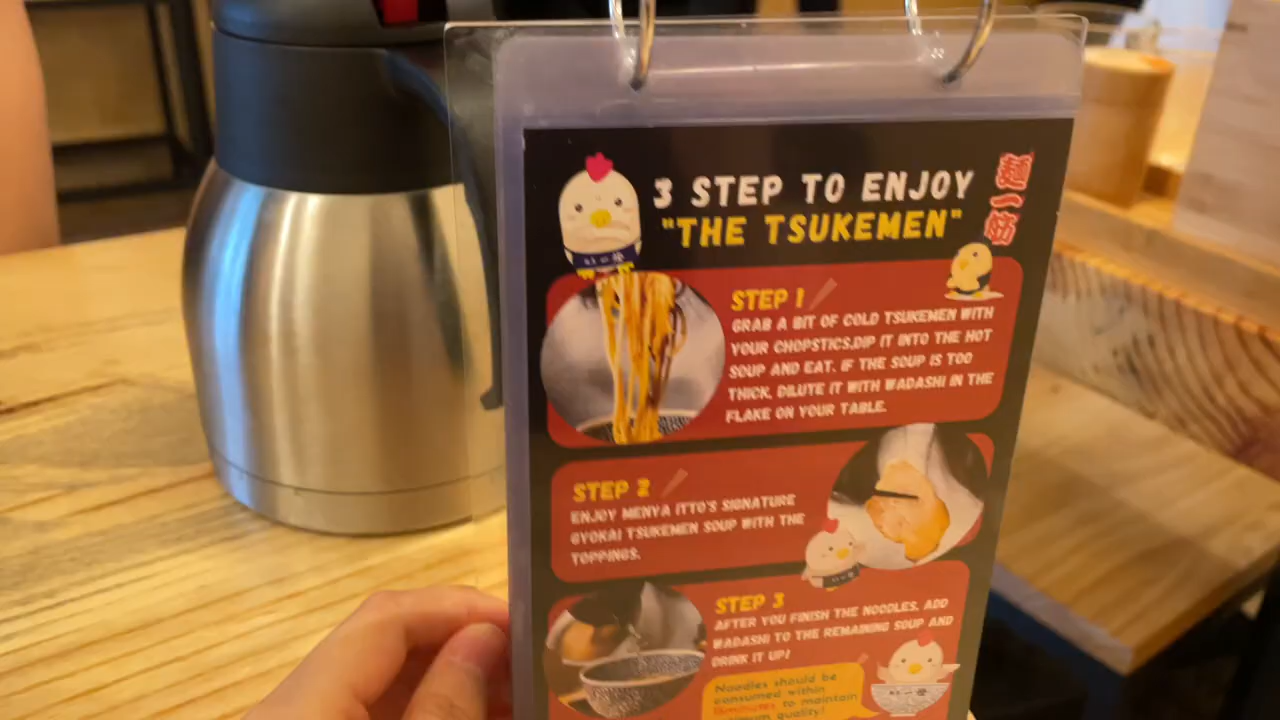 3 STEP TO ENJOY
"THE TSUKEMEN"
麺一筋
STEP 1
GRAB A BIT OF COLD TSUKEMEN WITH
YOUR CHOPSTICS,DIP IT INTO THE HOT
SOUP AND EAT. IF THE SOUP IS TOO
THICK, DILUTE IT WITH WADASHI IN THE
FLAKE ON YOUR TABLE.
STEP 2
ENJOY MENYA ITTO'S SIGNATURE
GYOKAI TSUKEMEN SOUP WITH THE
TOPPINGS.
STEP 3
AFTER YOU FINISH THE NOODLES, ADD
WADASHI TO THE REMAINING SOUP AND
DRINK IT UP!
Noodles should be
consumed within
minutes to maintain
quality!